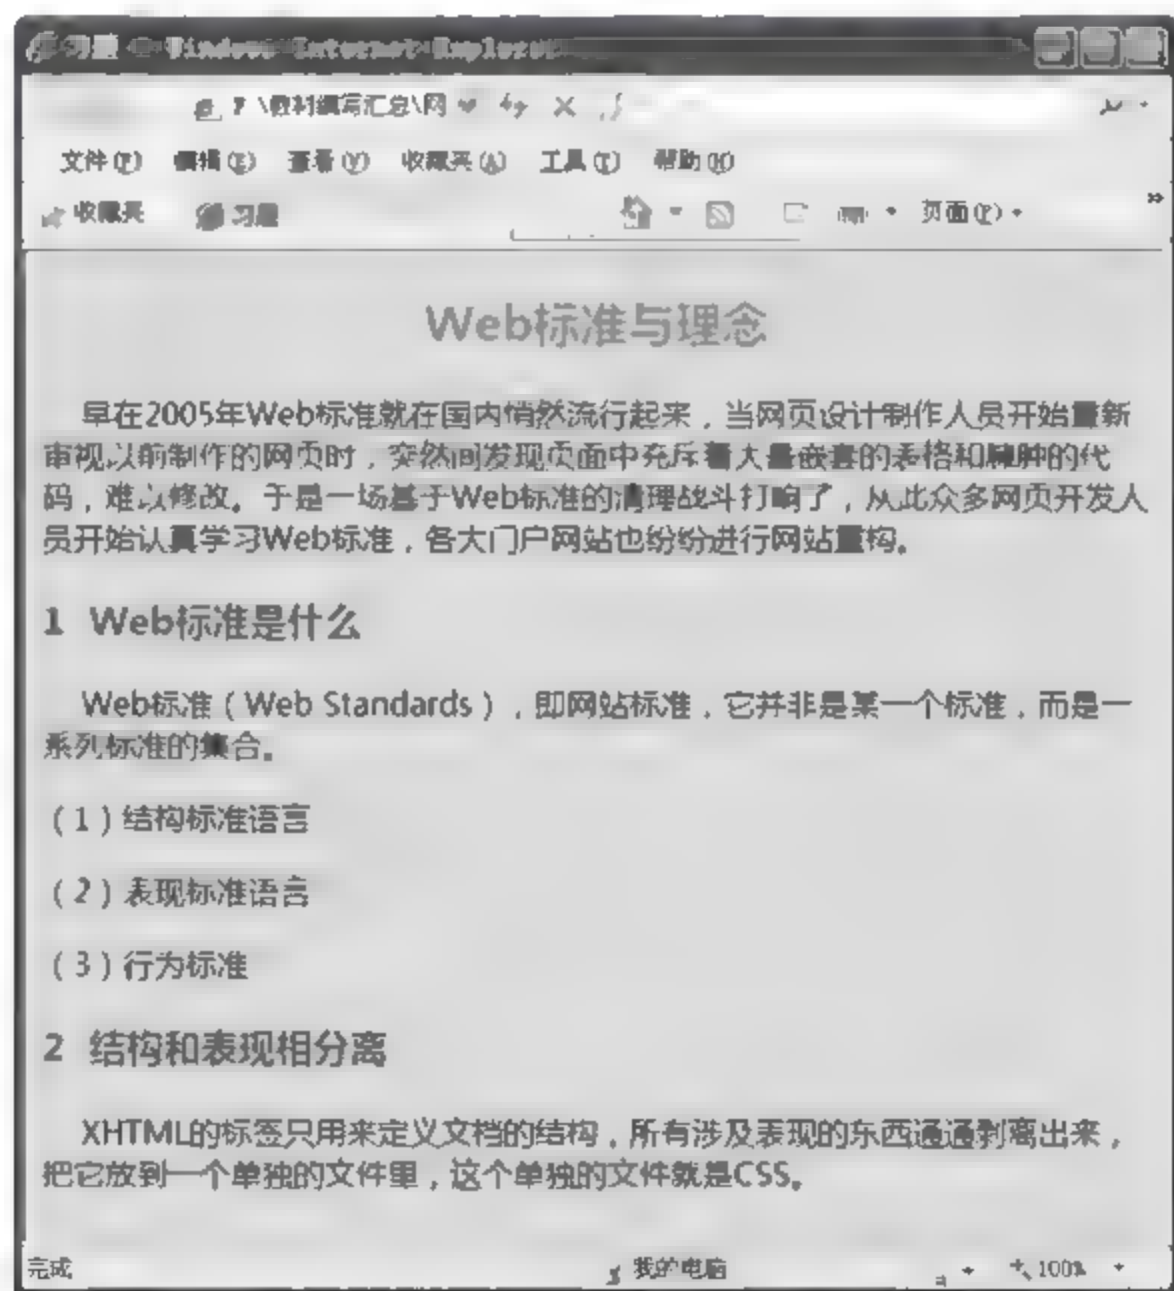 习题 - Windows Internet Explorer
\教材编写汇总\网
文件(F) 编辑(E) 查看(V) 收藏夹(A) 工具(T) 帮助(H)
收藏夹 习题 页面(P)
Web标准与理念
早在2005年Web标准就在国内悄然流行起来，当网页设计制作人员开始重新
审视以前制作的网页时，突然间发现页面中充斥着大量嵌套的表格和臃肿的代
码，难以修改。于是一场基于Web标准的清理战斗打响了，从此众多网页开发人
员开始认真学习Web标准，各大门户网站也纷纷进行网站重构。
1 Web标准是什么
Web标准（Web Standards），即网站标准，它并非是某一个标准，而是一
系列标准的集合。
（1）结构标准语言
（2）表现标准语言
（3）行为标准
2 结构和表现相分离
XHTML的标签只用来定义文档的结构，所有涉及表现的东西通通剥离出来，
把它放到一个单独的文件里，这个单独的文件就是CSS。
完成 我的电脑 100%